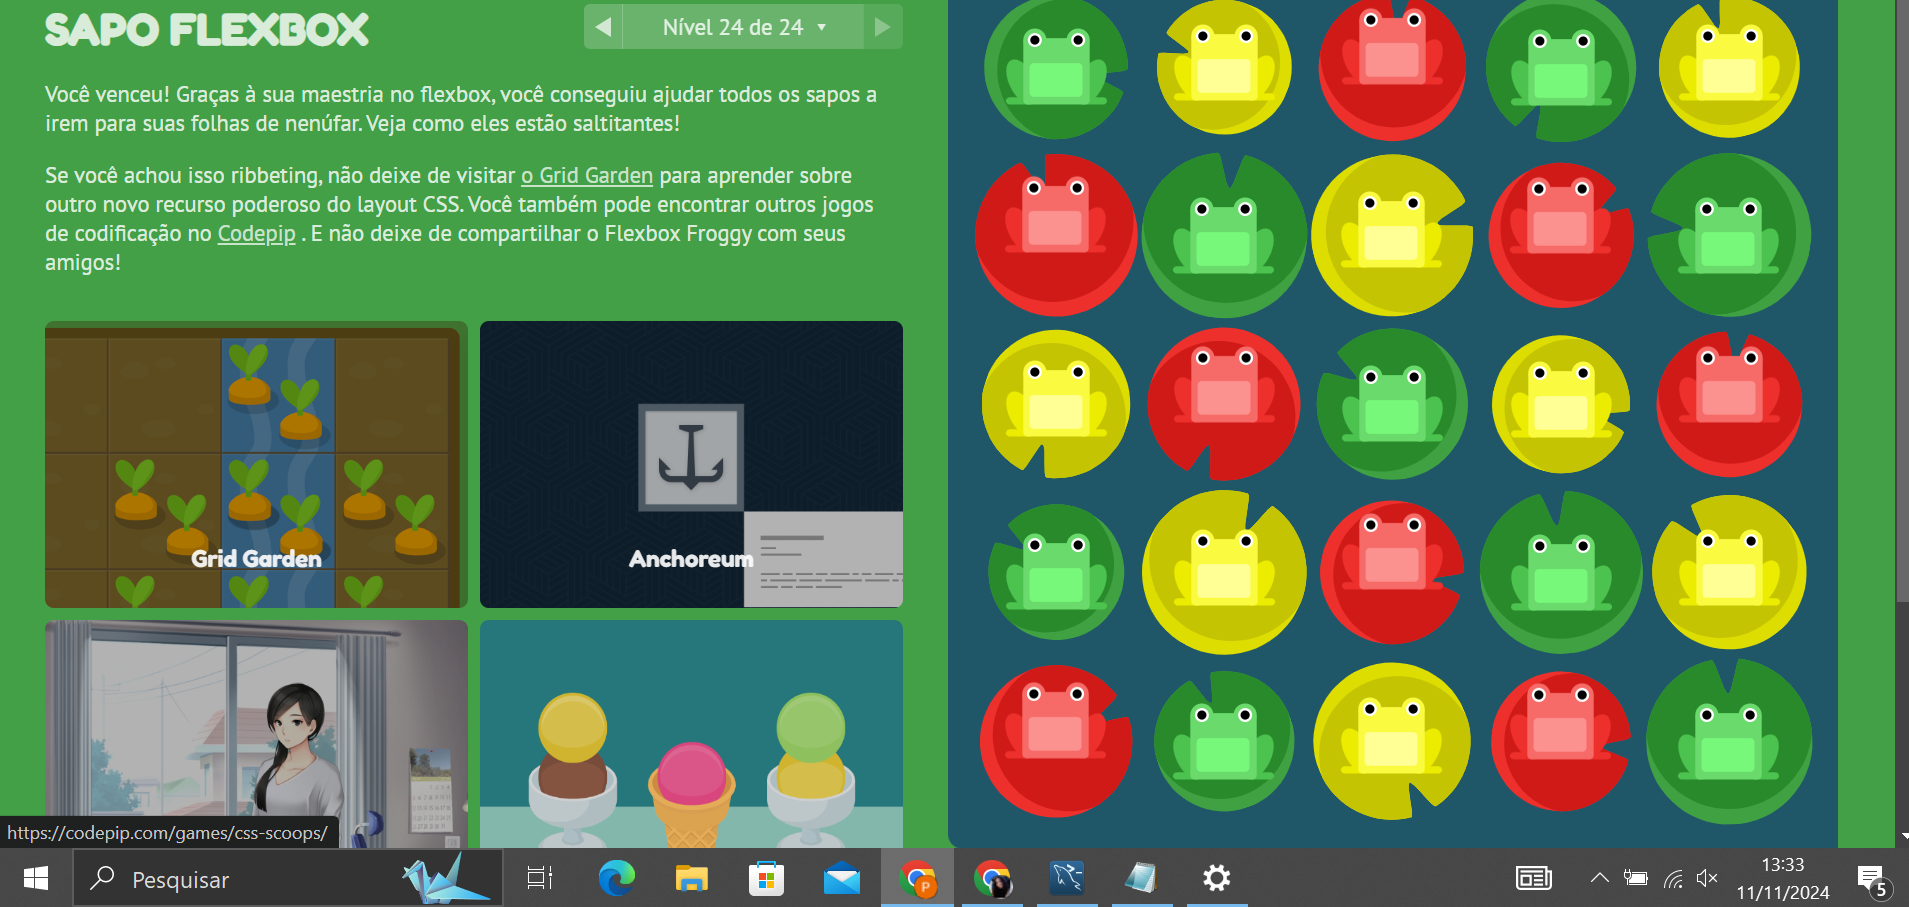 SAPO FLEXBOX
Nível 24 de 24
Você venceu! Graças à sua maestria no flexbox, você conseguiu ajudar todos os sapos a
irem para suas folhas de nenúfar. Veja como eles estão saltitantes!
Se você achou isso ribbeting, não deixe de visitar o Grid Garden para aprender sobre
outro novo recurso poderoso do layout CSS. Você também pode encontrar outros jogos
de codificação no Codepip . E não deixe de compartilhar o Flexbox Froggy com seus
amigos!
Grid Garden
Anchoreum
https://codepip.com/games/css-scoops/
Pesquisar
P
13:33
11/11/2024
5